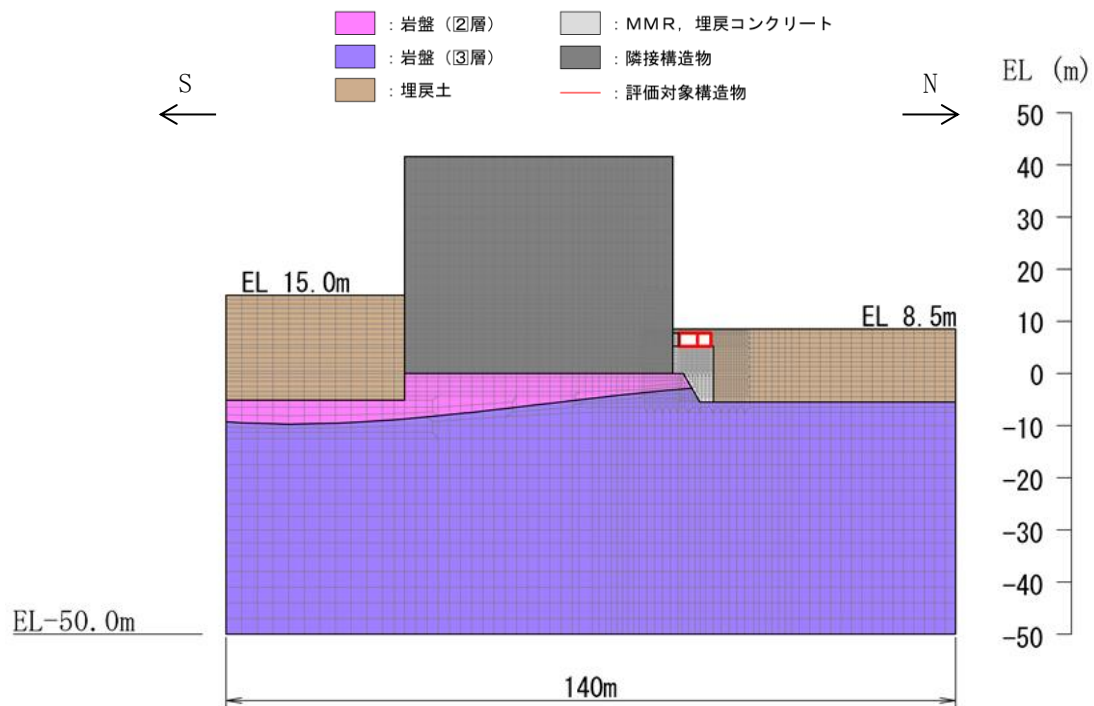 ：岩盤（②層）
：ＭＭＲ，埋戻コンクリート
：岩盤（③層）
：隣接構造物
：埋戻土
：評価対象構造物
S
N
EL (m)
50
40
30
20
10
0
-10
-20
-30
-40
-50
EL 15.0m
EL 8.5m
EL-50.0m
140m